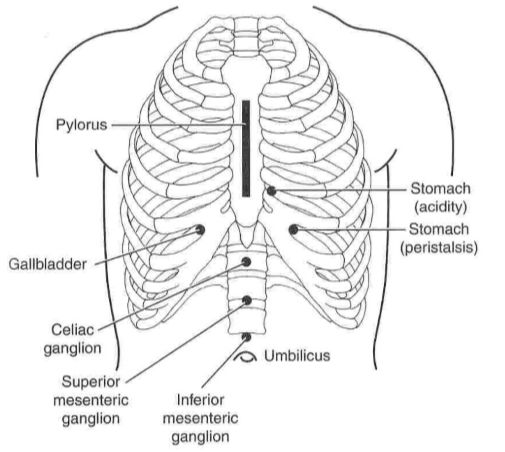 Pylorus
Stomach
(acidity)
Stomach
(peristalsis)
Gallbladder
Celiac
ganglion
Umbilicus
Superior
mesenteric
ganglion
Inferior
mesenteric
ganglion